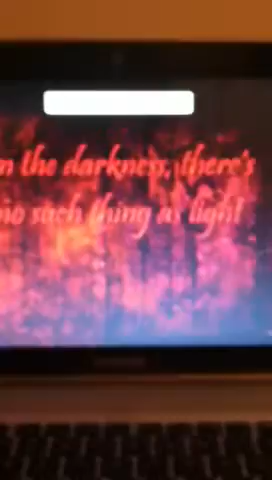 m the darkness, there's
no such thing as light